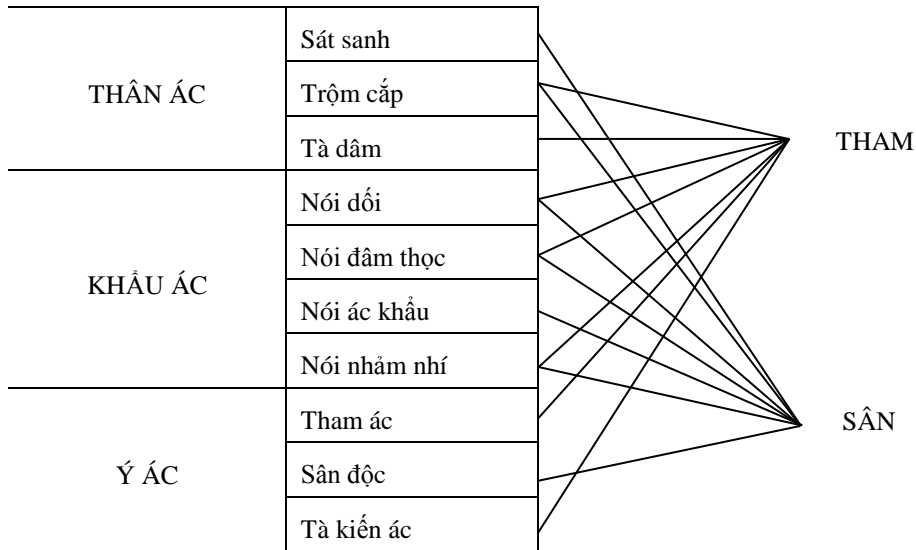 THÂN ÁC
Sát sanh
Trộm cắp
Tà dâm
KHẨU ÁC
Nói dối
Nói đâm thọc
Nói ác khẩu
Nói nhảm nhí
Ý ÁC
Tham ác
Sân độc
Tà kiến ác
THAM
SÂN